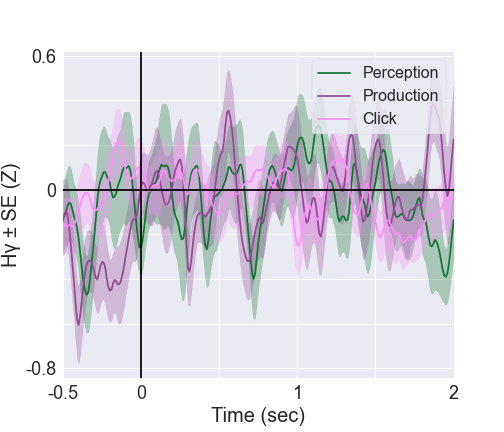 Hγ ± SE (Z)
0.6
0
-0.8
Perception
Production
Click
-0.5 0 1 2
Time (sec)